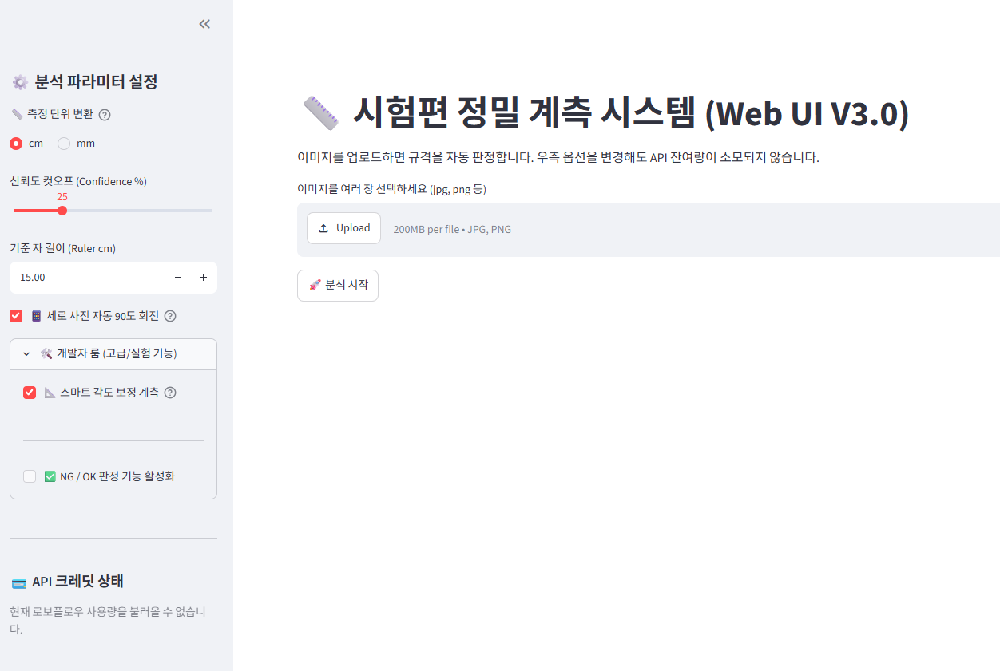 분석 파라미터 설정
측정 단위 변환
cm
mm
신뢰도 컷오프 (Confidence %)
25
기준 자 길이 (Ruler cm)
15.00
세로 사진 자동 90도 회전
개발자 룸 (고급/실험 기능)
스마트 각도 보정 계측
NG / OK 판정 기능 활성화
API 크레딧 상태
현재 로보플로우 사용량을 불러올 수 없습니
다.
시험편 정밀 계측 시스템 (Web UI V3.0)
이미지를 업로드하면 규격을 자동 판정합니다. 우측 옵션을 변경해도 API 잔여량이 소모되지 않습니다.
이미지를 여러 장 선택하세요 (jpg, png 등)
Upload
200MB per file • JPG, PNG
분석 시작